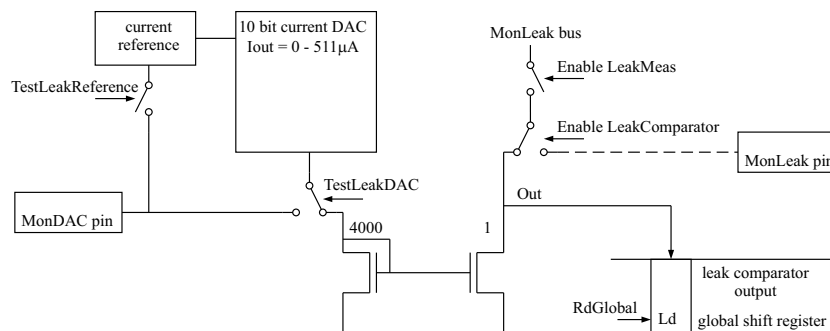 current
reference
10 bit current DAC
Iout = 0 - 511µA
MonLeak bus
Enable LeakMeas
TestLeakReference
Enable LeakComparator
MonLeak pin
TestLeakDAC
MonDAC pin
Out
4000
1
leak comparator
output
RdGlobal
Ld
global shift register